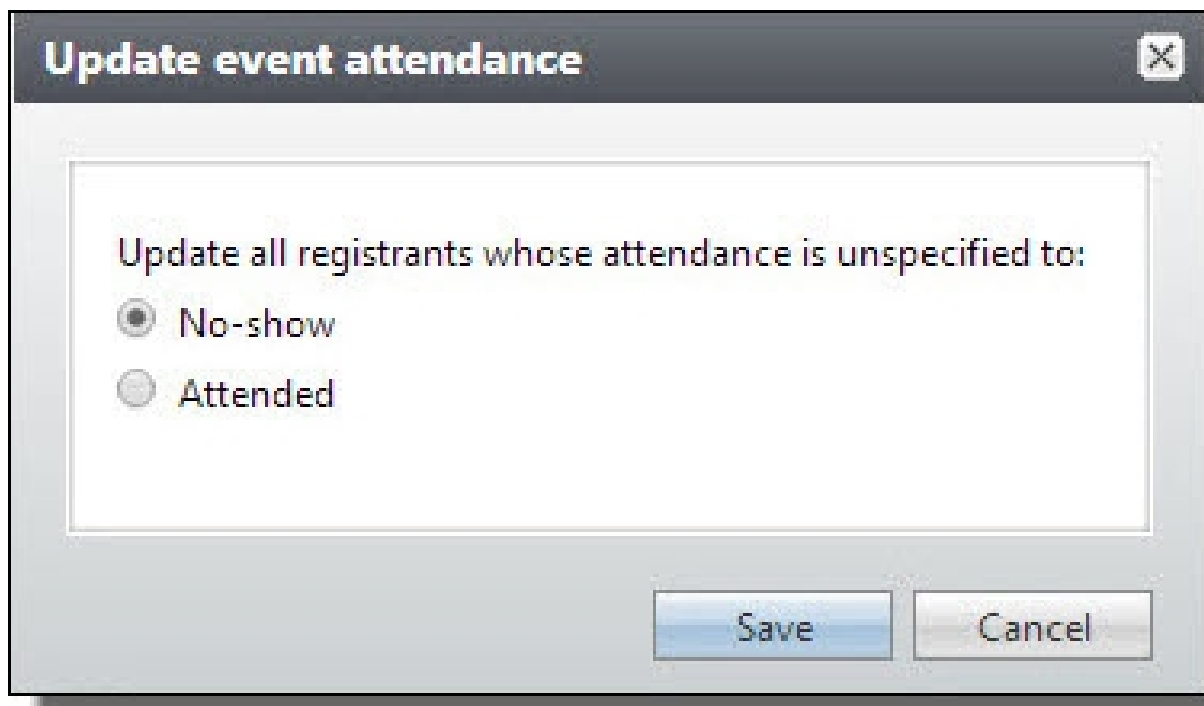 Update event attendance
Update all registrants whose attendance is unspecified to:
No-show
Attended
Save
Cancel